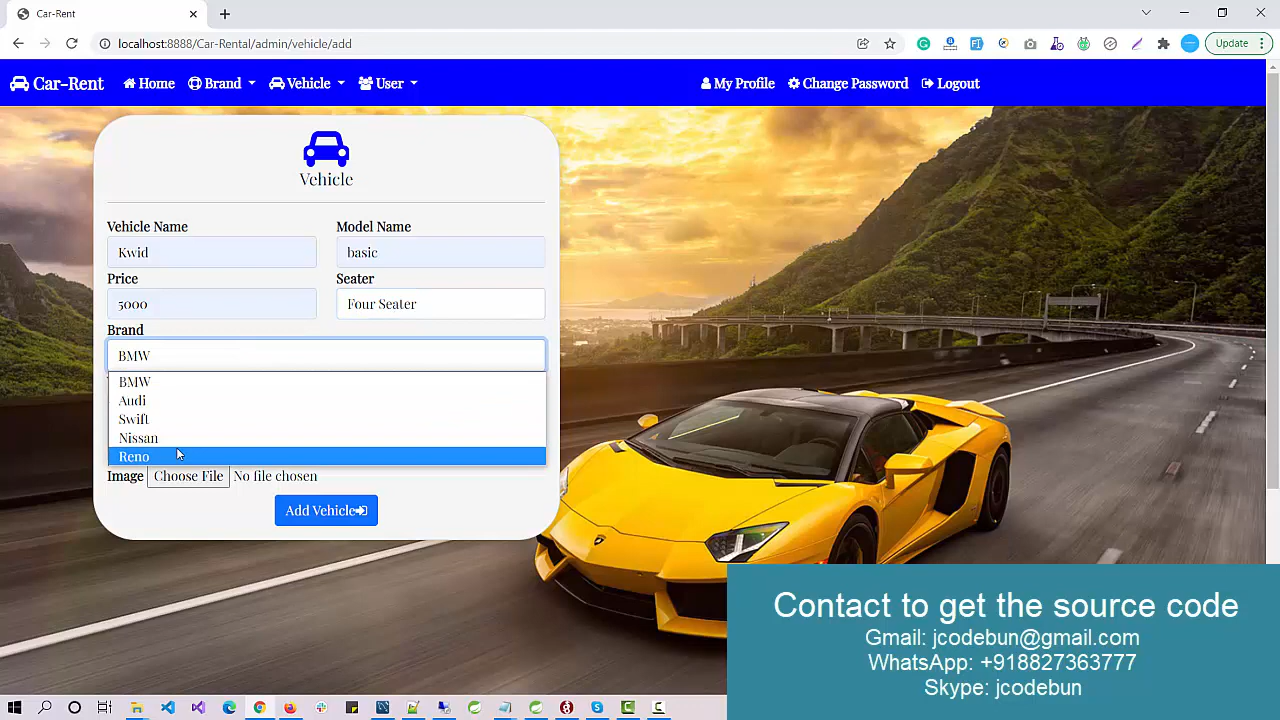 Car-Rent
localhost:8888/Car-Rental/admin/vehicle/add
Update
Car-Rent Home Brand Vehicle User My Profile Change Password Logout
Vehicle
Vehicle Name Model Name
Kwid basic
Price Seater
5000 Four Seater
Brand
BMW
BMW
Audi
Swift
Nissan
Reno
Image Choose File No file chosen
Add Vehicle
Contact to get the source code
Gmail: jcodebun@gmail.com
WhatsApp: +918827363777
Skype: jcodebun